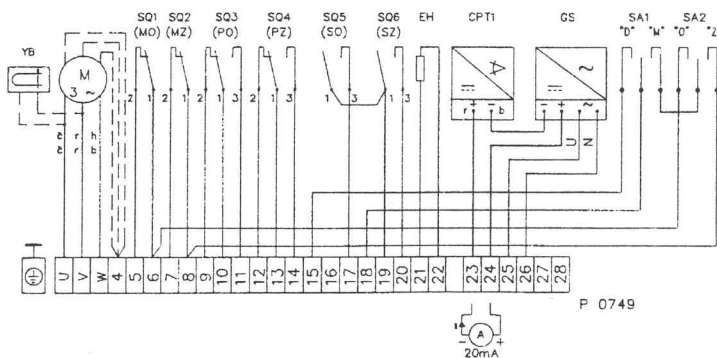 SQ1 SQ2 SQ3 SQ4 SQ5 SQ6 EH CPT1 GS SA1 SA2
(MO) (MZ) (PO) (PZ) (SO) (SZ) "D" "M" "O" "Z"
YB
M
3 ~
~
r + − b
− + − ~
2 1 2 1 2 1 3 2 1 3 1 3 1 3
č r h
č r b
U N
U V W 4 5 6 7 8 9 10 11 12 13 14 15 16 17 18 19 20 21 22 23 24 25 26 27 28
P 0749
− A +
20mA